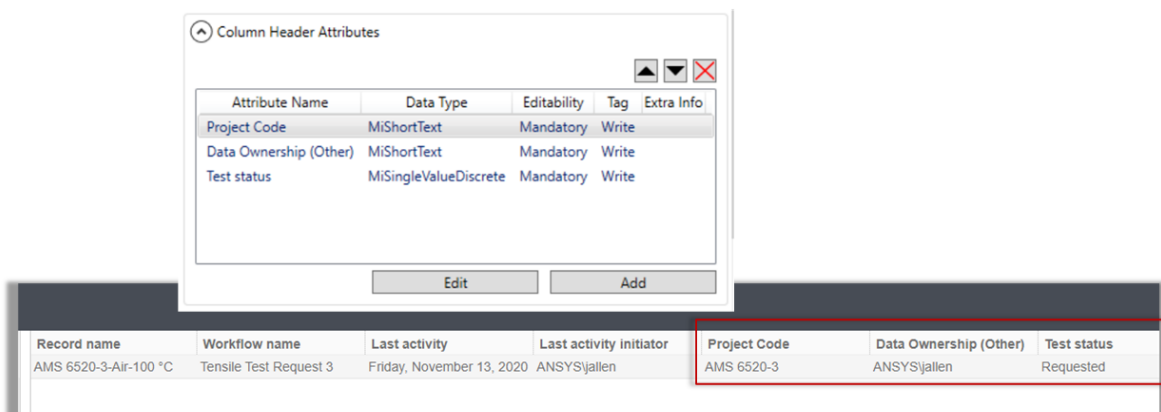 Column Header Attributes
Attribute Name Data Type Editability Tag Extra Info
Project Code MiShortText Mandatory Write
Data Ownership (Other) MiShortText Mandatory Write
Test status MiSingleValueDiscrete Mandatory Write
Edit Add
Record name Workflow name Last activity Last activity initiator Project Code Data Ownership (Other) Test status
AMS 6520-3-Air-100 °C Tensile Test Request 3 Friday, November 13, 2020 ANSYS\jallen AMS 6520-3 ANSYS\jallen Requested